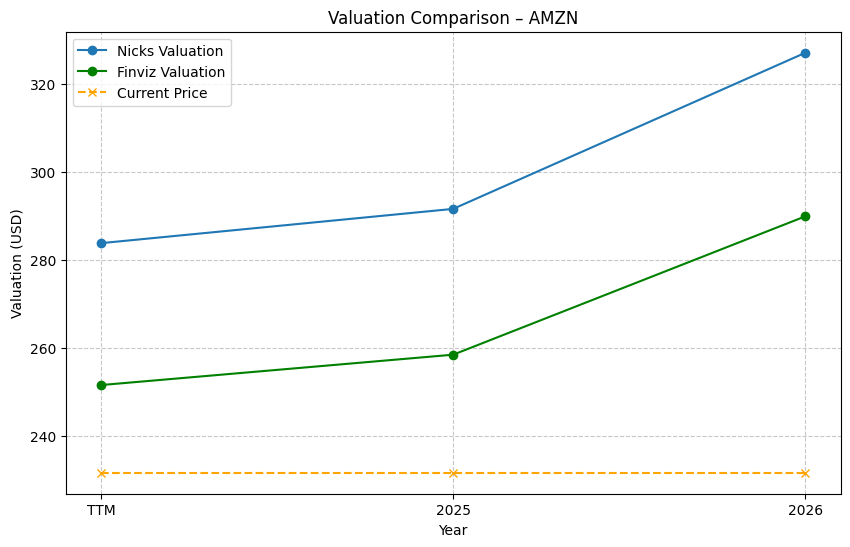 Valuation Comparison – AMZN
Nicks Valuation
Finviz Valuation
Current Price
Valuation (USD)
320
300
280
260
240
TTM
2025
2026
Year